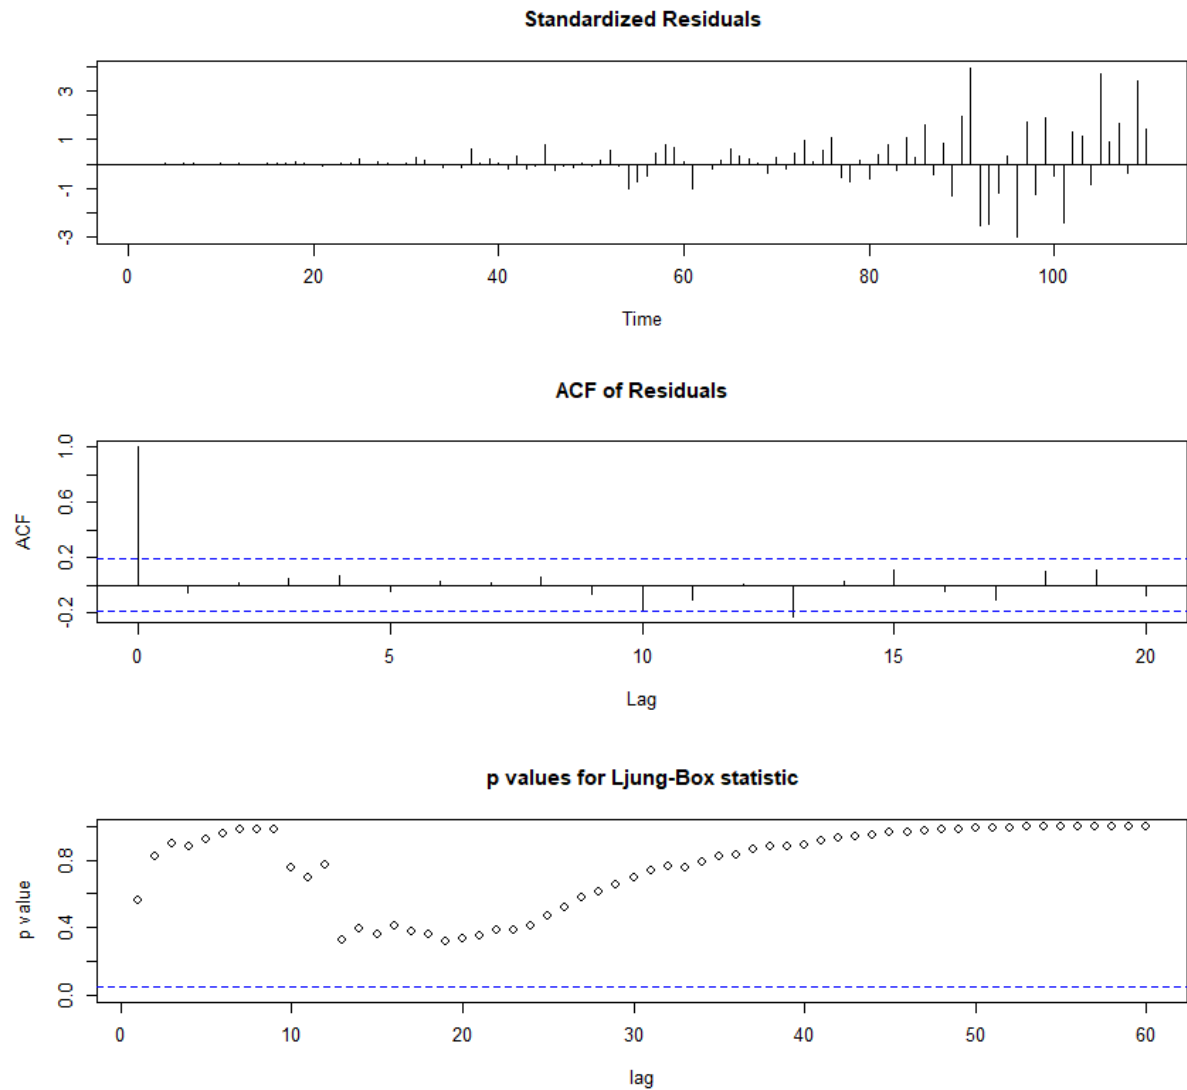 Standardized Residuals
3
1
-1
-3
0 20 40 60 80 100
Time
ACF of Residuals
ACF
1.0
0.6
0.2
-0.2
0 5 10 15 20
Lag
p values for Ljung-Box statistic
p value
0.8
0.4
0.0
0 10 20 30 40 50 60
lag